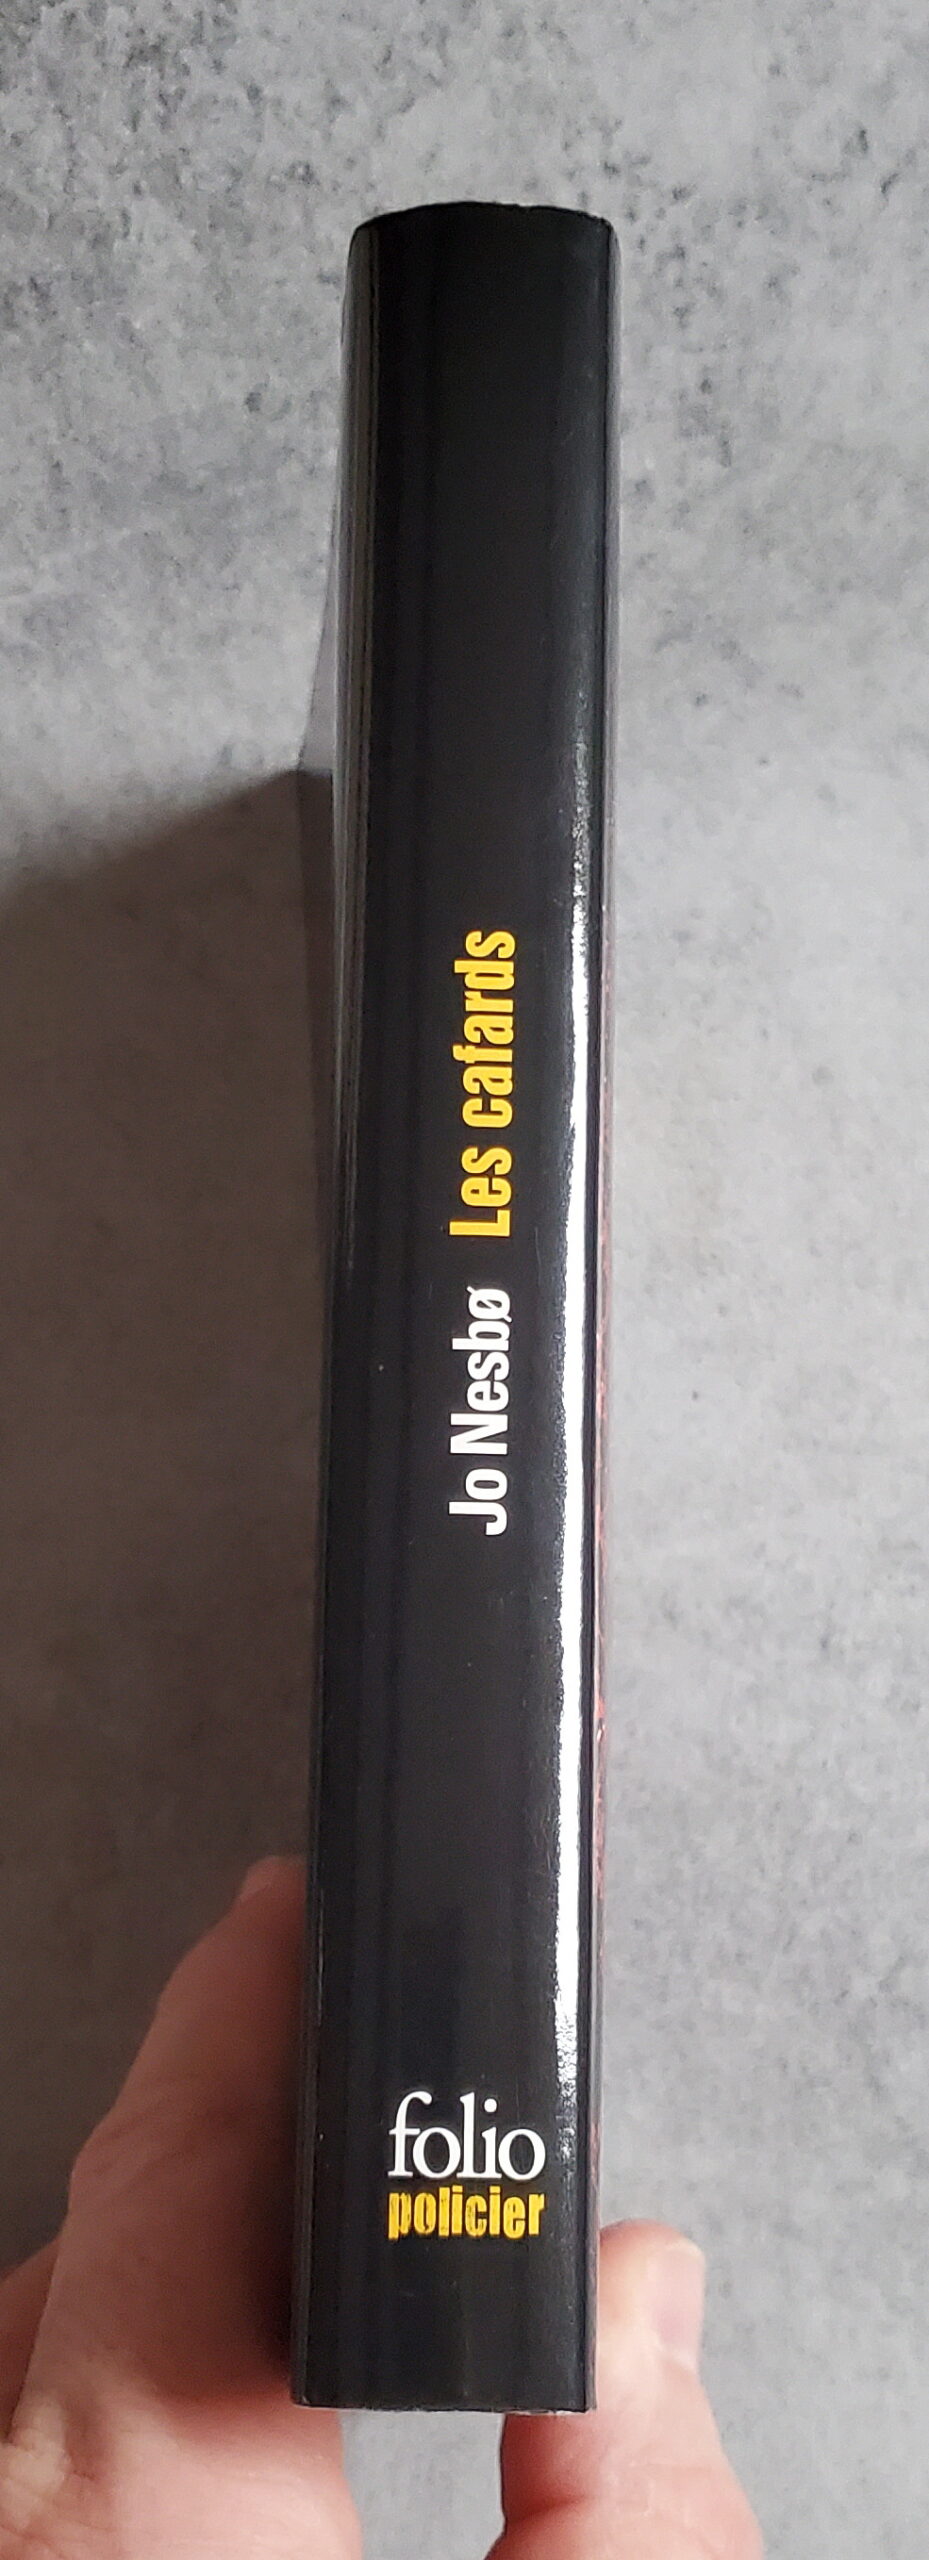 Jo Nesbø Les cafards
folio
policier